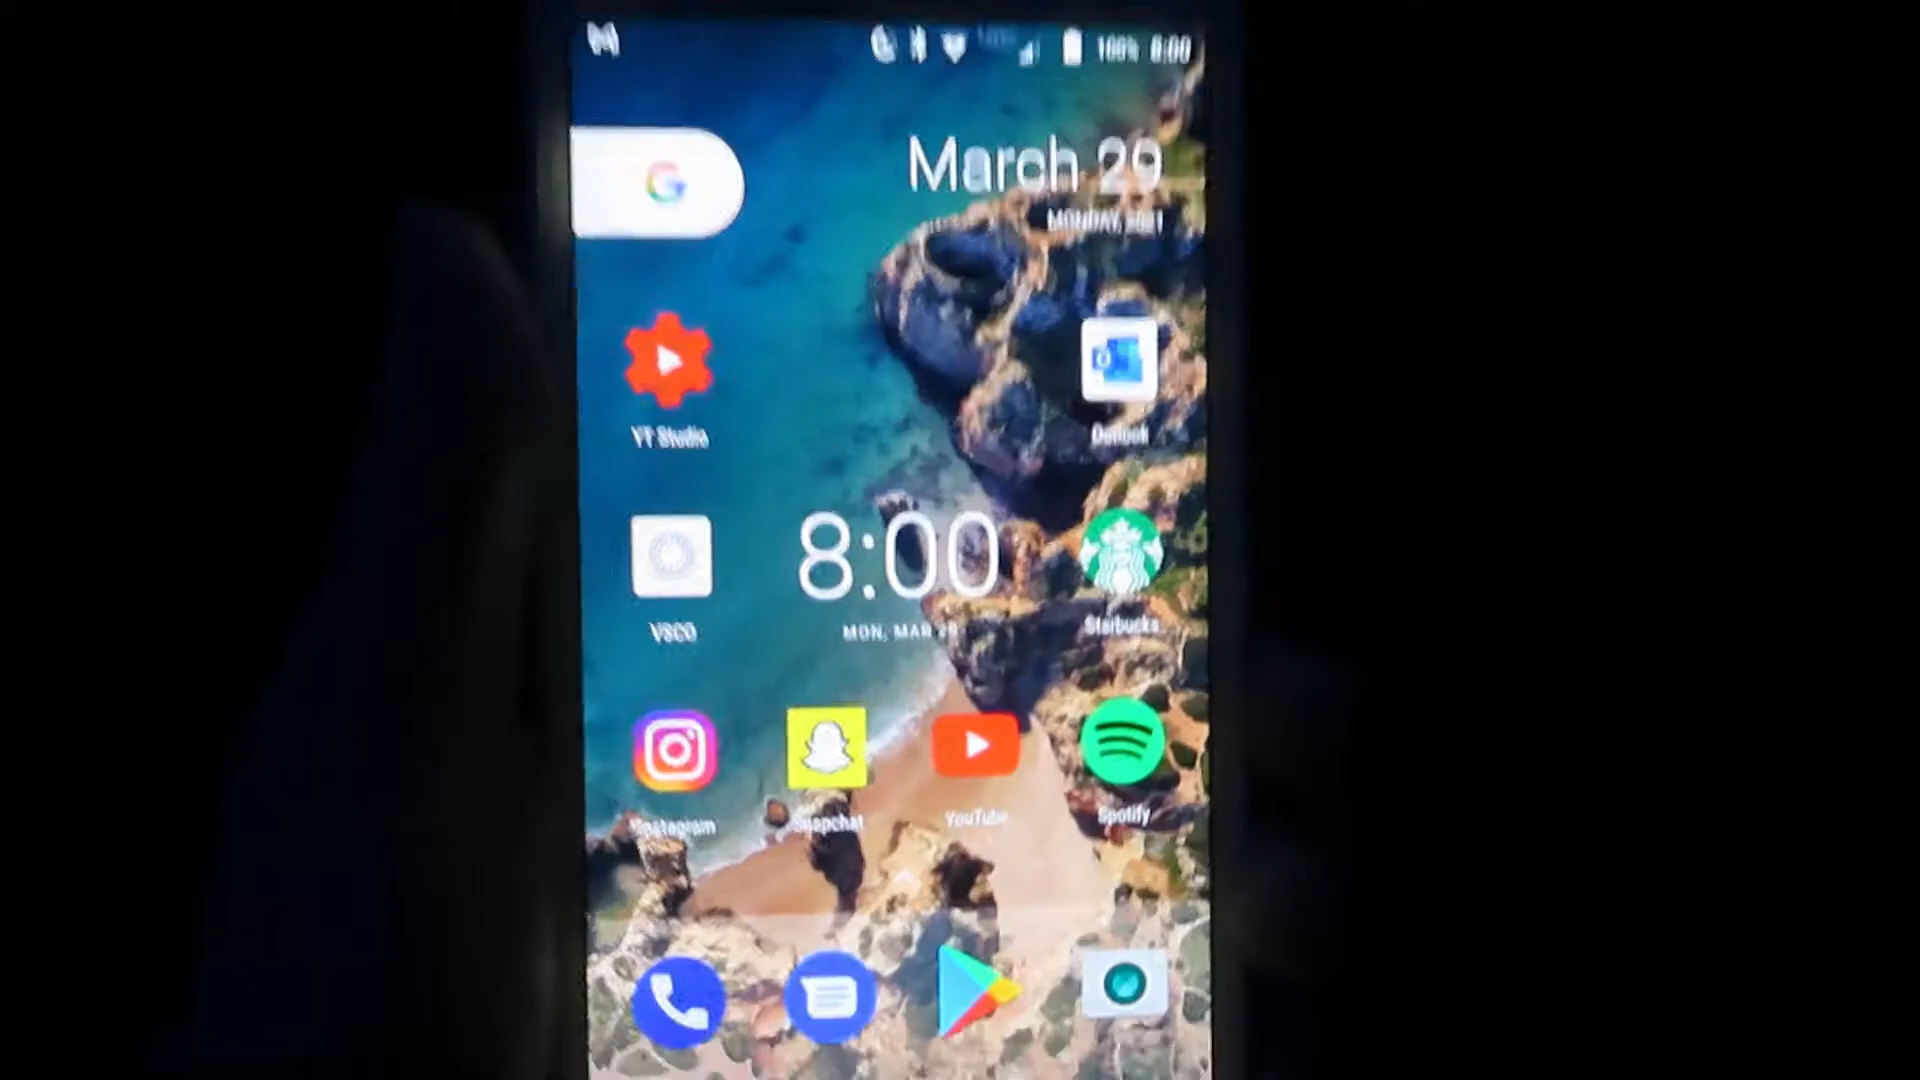 100% 8:00
March 29
MONDAY, 2021
YT Studio
Outlook
8:00
MON, MAR 29
VSCO
Starbucks
Instagram
Snapchat
YouTube
Spotify